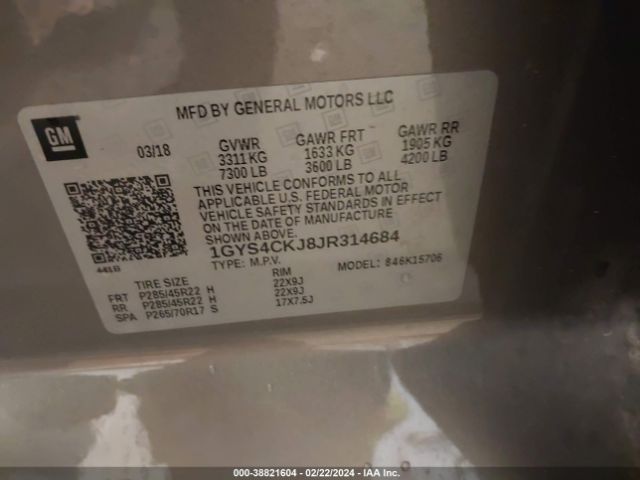 GM
MFD BY GENERAL MOTORS LLC
03/18 GVWR GAWR FRT GAWR RR
3311 KG 1633 KG 1905 KG
7300 LB 3600 LB 4200 LB
THIS VEHICLE CONFORMS TO ALL
APPLICABLE U.S. FEDERAL MOTOR
VEHICLE SAFETY STANDARDS IN EFFECT
ON THE DATE OF MANUFACTURE
SHOWN ABOVE.
1GYS4CKJ8JR314684
TYPE: M.P.V. MODEL: 846K15706
TIRE SIZE RIM
FRT P285/45R22 H 22X9J
RR P285/45R22 H 22X9J
SPA P265/70R17 S 17X7.5J
000-38821604 - 02/22/2024 - IAA Inc.